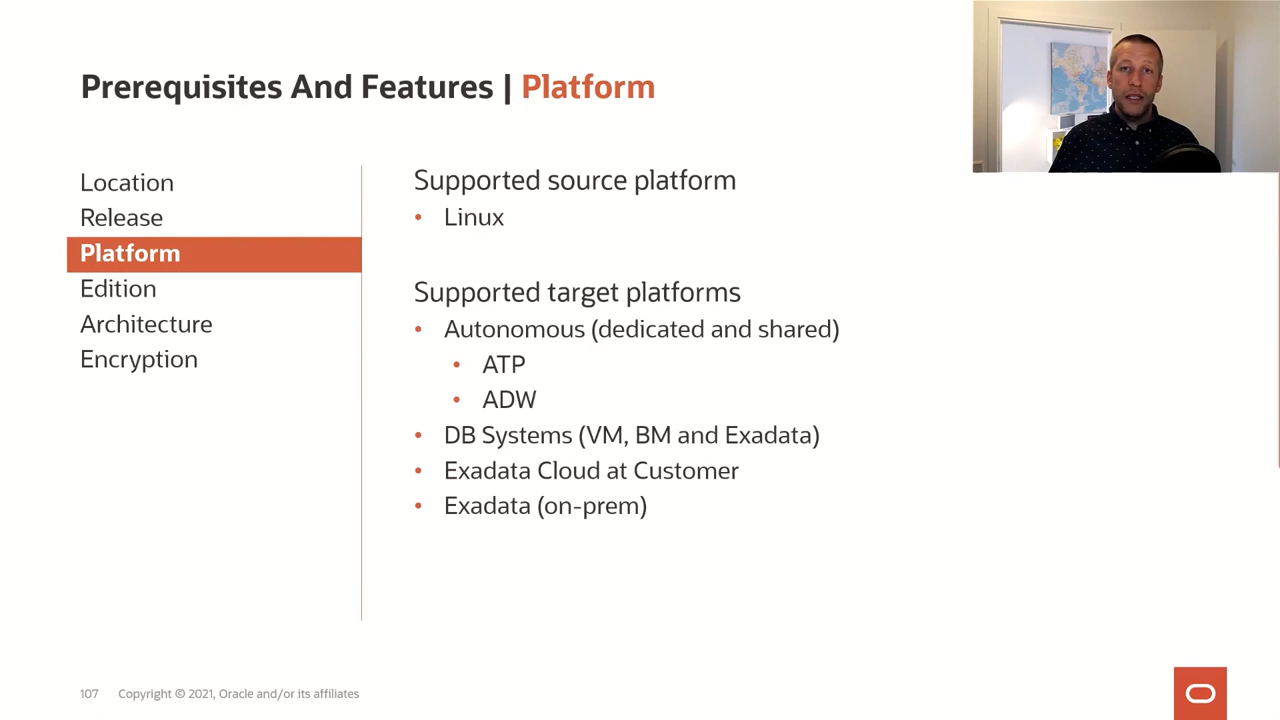 Prerequisites And Features | Platform
Location
Release
Platform
Edition
Architecture
Encryption
Supported source platform
• Linux
Supported target platforms
• Autonomous (dedicated and shared)
• ATP
• ADW
• DB Systems (VM, BM and Exadata)
• Exadata Cloud at Customer
• Exadata (on-prem)
107 Copyright © 2021, Oracle and/or its affiliates